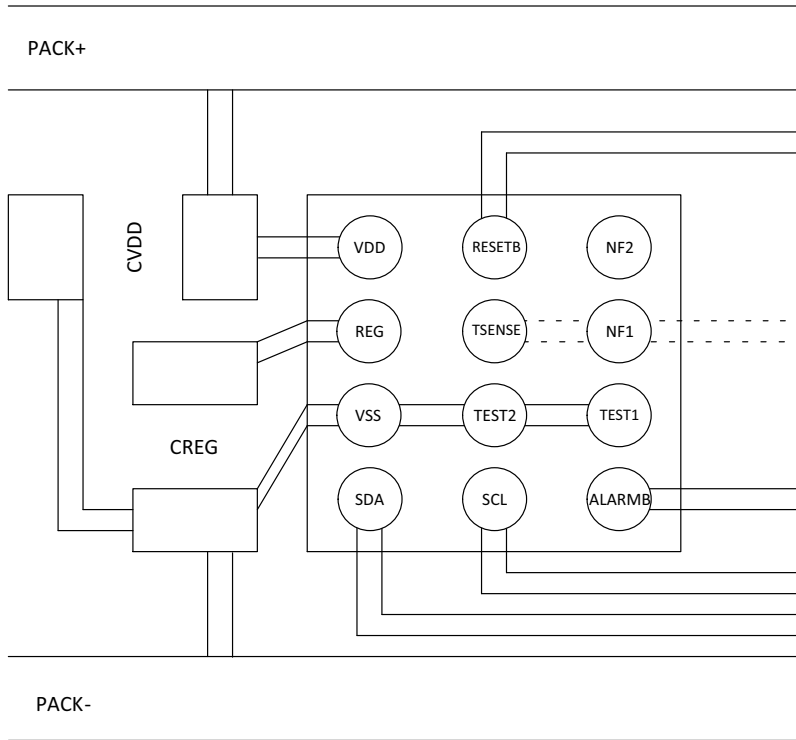 PACK+
CVDD
VDD
RESETB
NF2
REG
TSENSE
NF1
VSS
TEST2
TEST1
CREG
SDA
SCL
ALARMB
PACK-